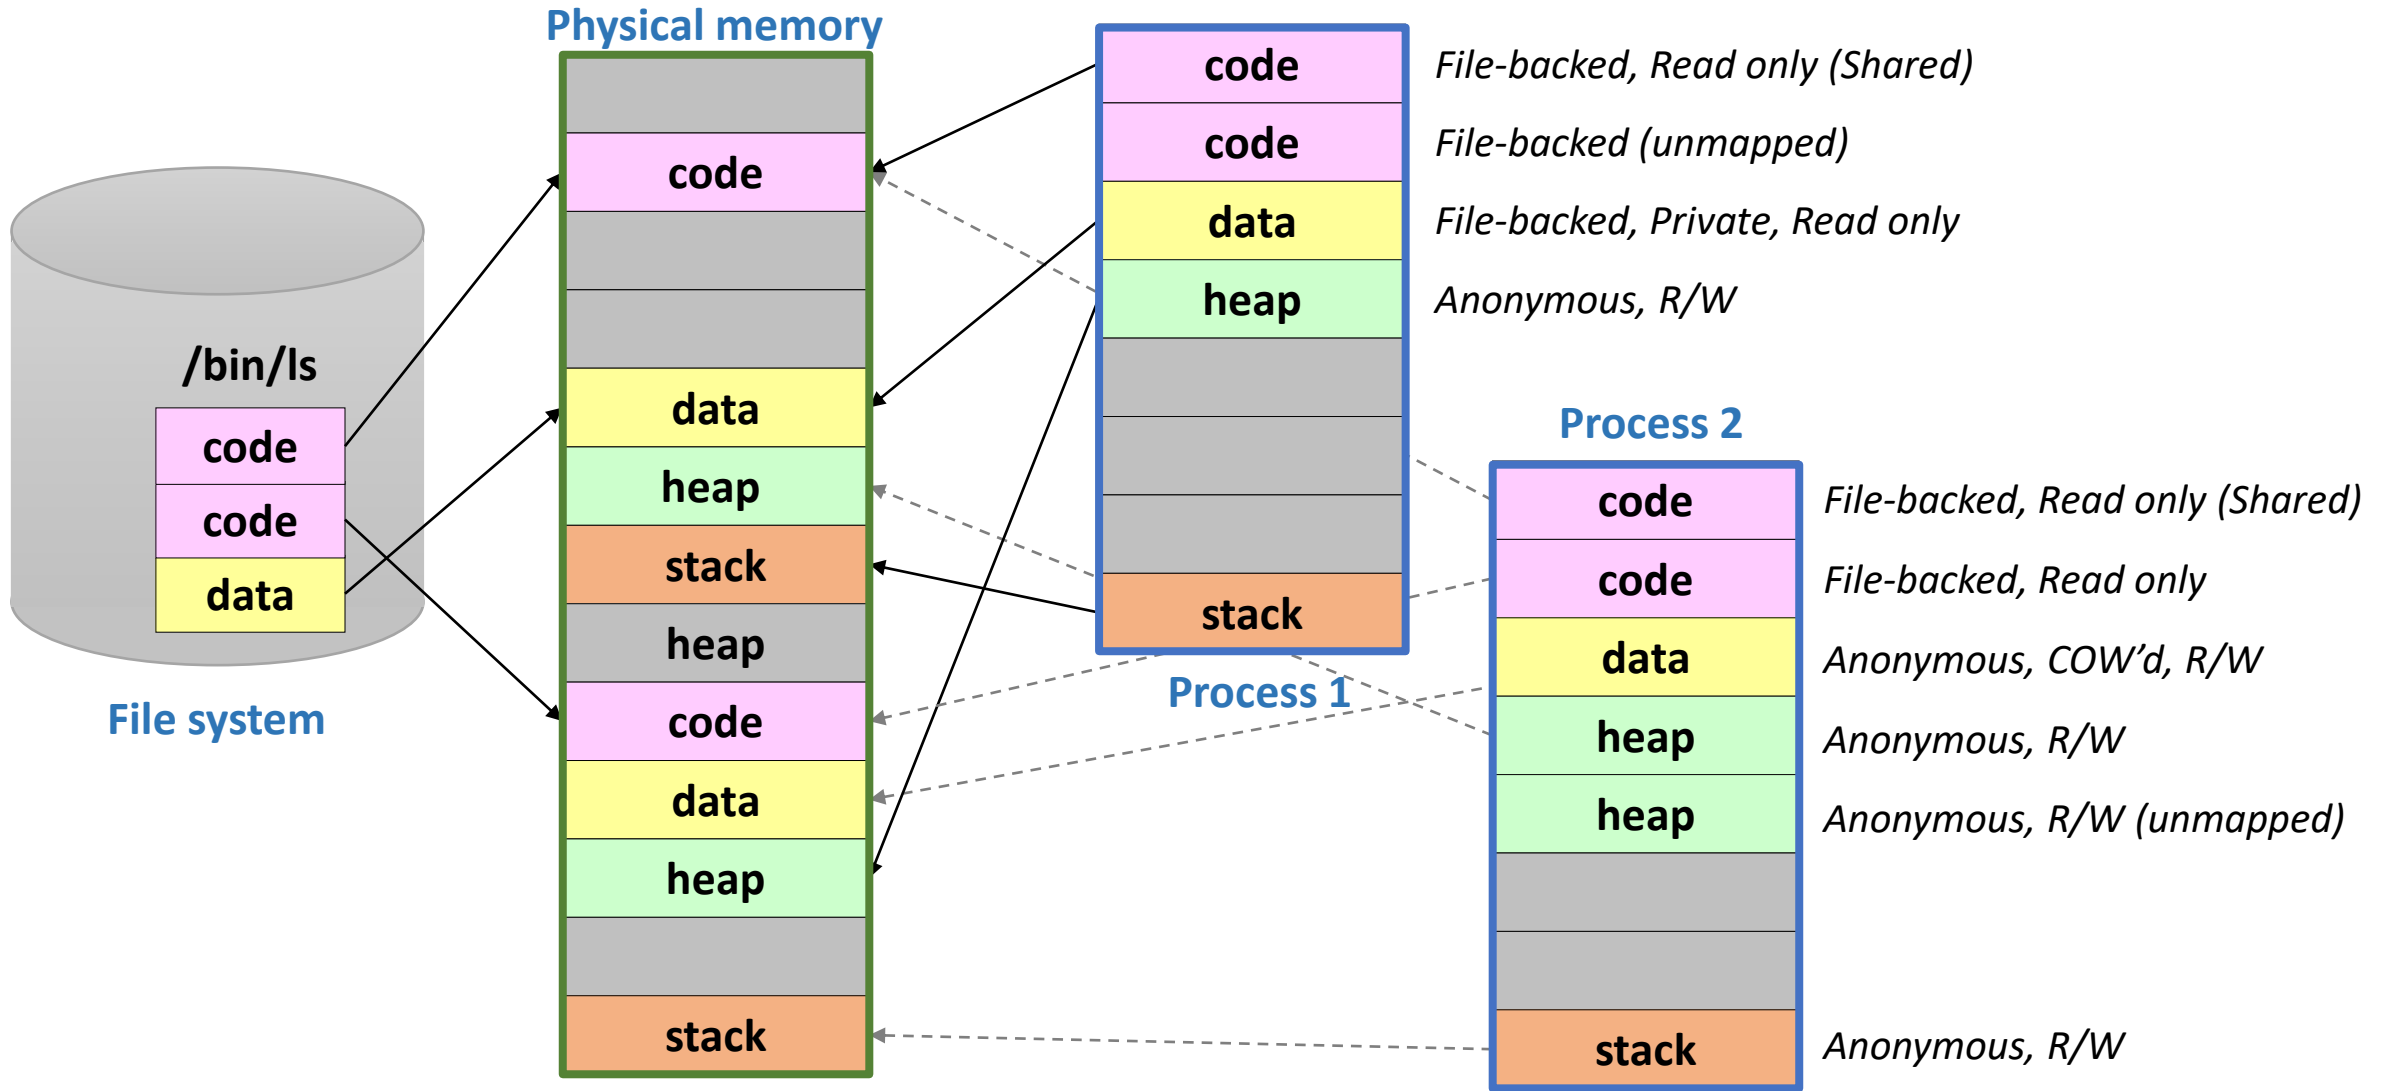 Physical memory
code
data
heap
stack
heap
code
data
heap
stack
/bin/ls
code
code
data
File system
code
File-backed, Read only (Shared)
code
File-backed (unmapped)
data
File-backed, Private, Read only
heap
Anonymous, R/W
stack
Process 1
Process 2
code
File-backed, Read only (Shared)
code
File-backed, Read only
data
Anonymous, COW’d, R/W
heap
Anonymous, R/W
heap
Anonymous, R/W (unmapped)
stack
Anonymous, R/W